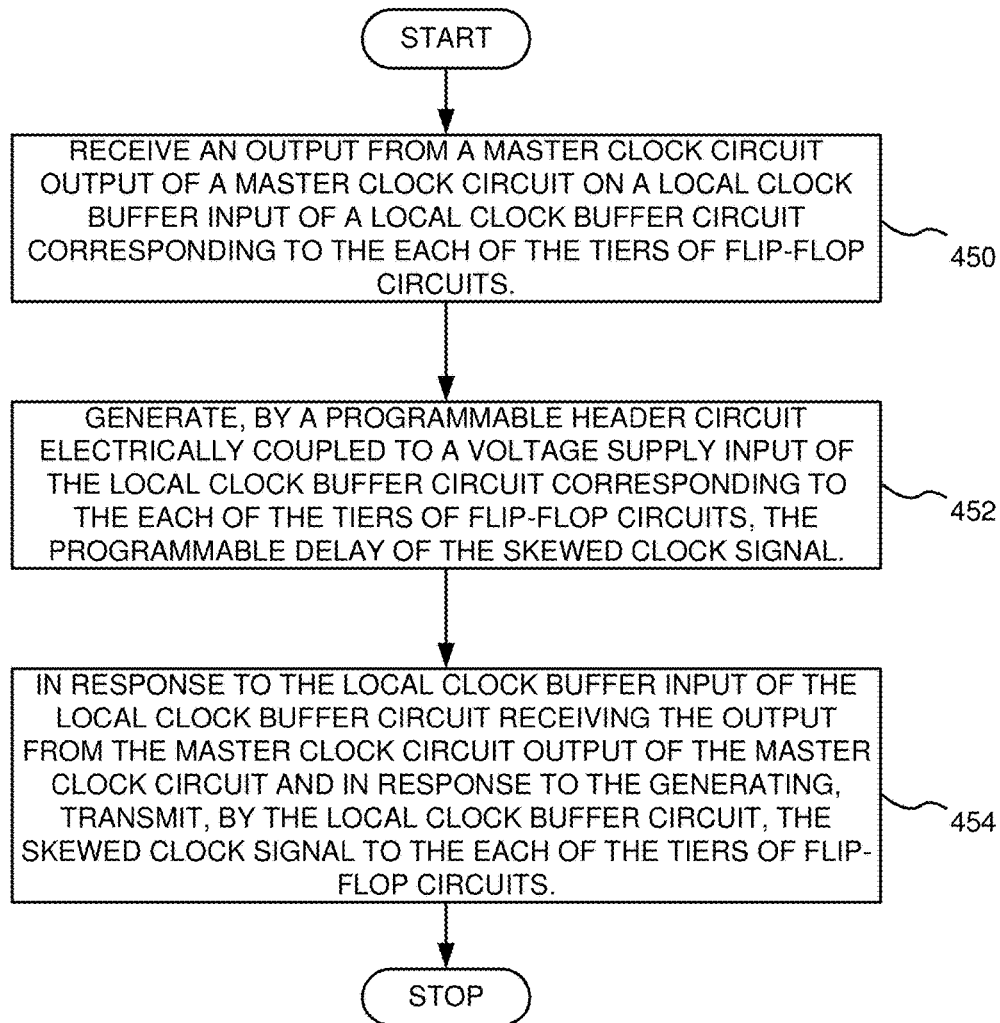 START
RECEIVE AN OUTPUT FROM A MASTER CLOCK CIRCUIT
OUTPUT OF A MASTER CLOCK CIRCUIT ON A LOCAL CLOCK
BUFFER INPUT OF A LOCAL CLOCK BUFFER CIRCUIT
CORRESPONDING TO THE EACH OF THE TIERS OF FLIP-FLOP
CIRCUITS.
450
GENERATE, BY A PROGRAMMABLE HEADER CIRCUIT
ELECTRICALLY COUPLED TO A VOLTAGE SUPPLY INPUT OF
THE LOCAL CLOCK BUFFER CIRCUIT CORRESPONDING TO
THE EACH OF THE TIERS OF FLIP-FLOP CIRCUITS, THE
PROGRAMMABLE DELAY OF THE SKEWED CLOCK SIGNAL.
452
IN RESPONSE TO THE LOCAL CLOCK BUFFER INPUT OF THE
LOCAL CLOCK BUFFER CIRCUIT RECEIVING THE OUTPUT
FROM THE MASTER CLOCK CIRCUIT OUTPUT OF THE MASTER
CLOCK CIRCUIT AND IN RESPONSE TO THE GENERATING,
TRANSMIT, BY THE LOCAL CLOCK BUFFER CIRCUIT, THE
SKEWED CLOCK SIGNAL TO THE EACH OF THE TIERS OF FLIP-
FLOP CIRCUITS.
454
STOP